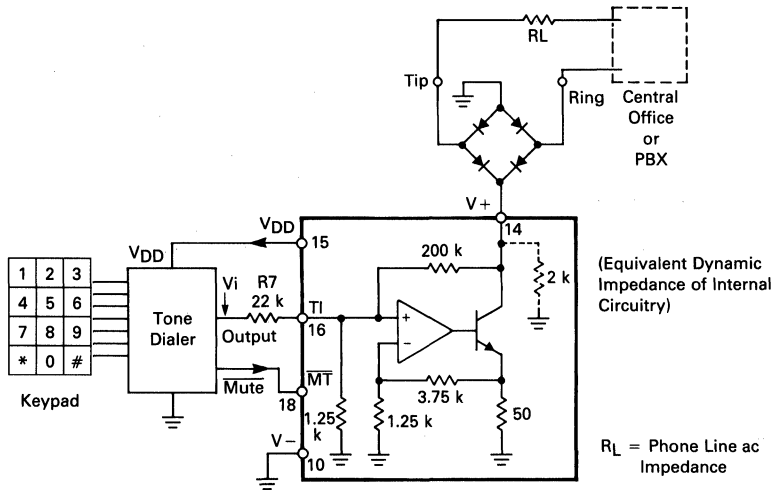 RL
Tip
Ring
Central
Office
or
PBX
V+
14
VDD
15
VDD
200 k
2 k
(Equivalent Dynamic
Impedance of Internal
Circuitry)
1 2 3
4 5 6
7 8 9
* 0 #
Keypad
Tone
Dialer
Vi
R7
22 k
Output
TI
16
+
−
Mute
MT
18
1.25
k
3.75 k
1.25 k
50
V−
10
RL = Phone Line ac
Impedance